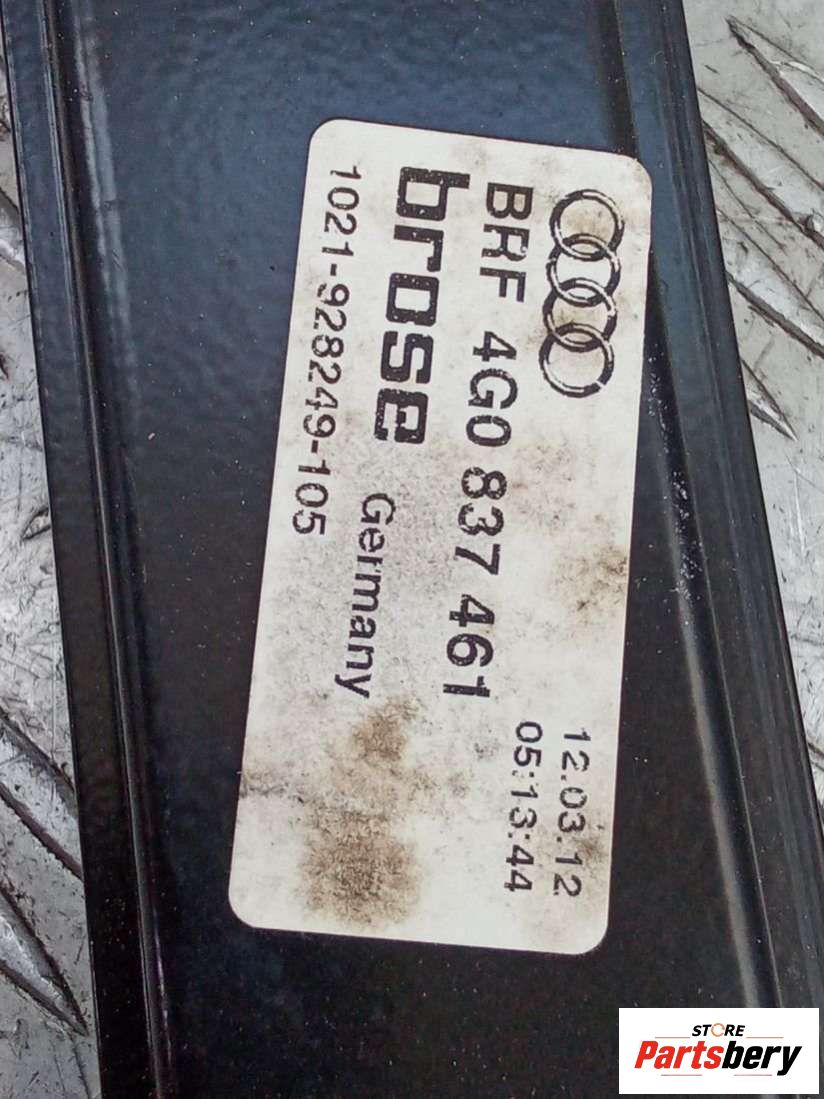 12.03.12
05:13:44
BRF 4G0 837 461
brose Germany
1021-928249-105
STORE
Partsbery